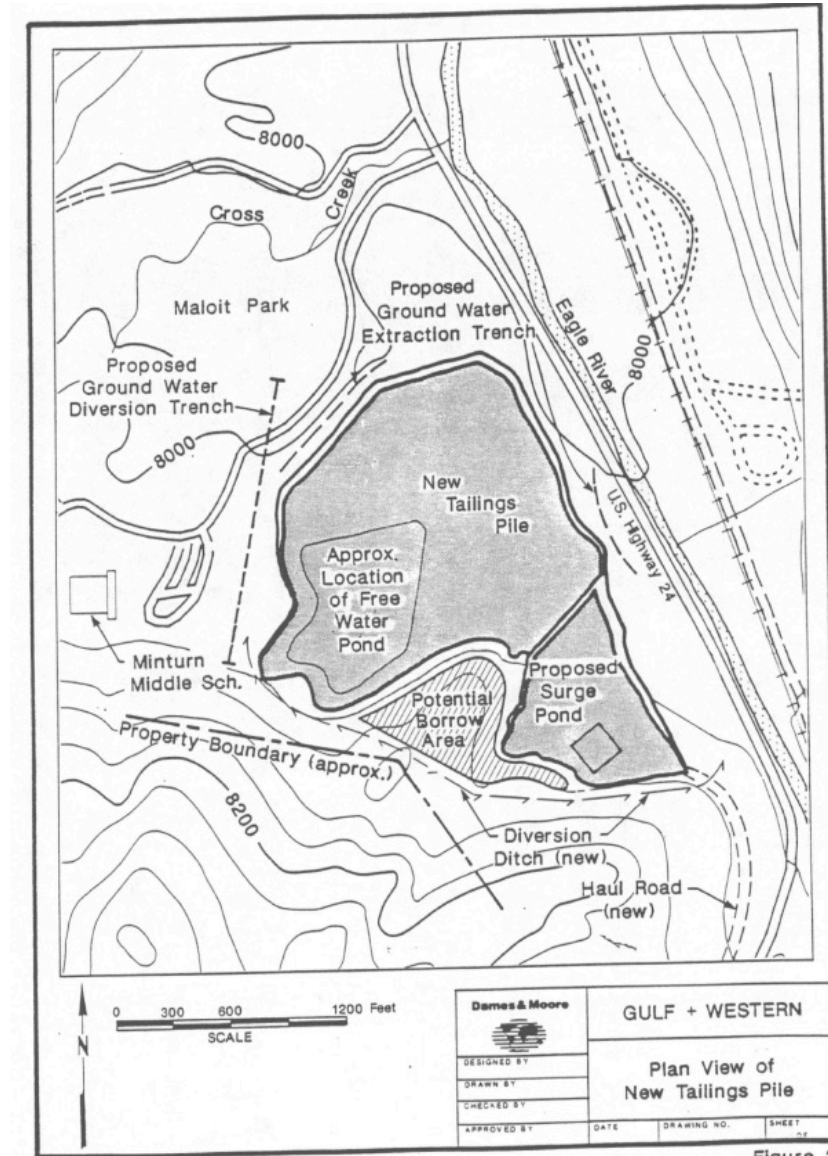 8000
Cross
Creek
Maloit Park
Proposed
Ground Water
Extraction Trench
Eagle River
8000
Proposed
Ground Water
Diversion Trench
8000
New
Tailings
Pile
U.S. Highway 24
Approx.
Location
of Free
Water
Pond
Minturn
Middle Sch.
Proposed
Surge
Pond
Potential
Borrow
Area
Property Boundary (approx.)
8200
Diversion
Ditch (new)
Haul Road
(new)
N
0 300 600 1200 Feet
SCALE
Dames & Moore
DESIGNED BY
DRAWN BY
CHECKED BY
APPROVED BY
GULF + WESTERN
Plan View of
New Tailings Pile
DATE
DRAWING NO.
SHEET
OF
Figure